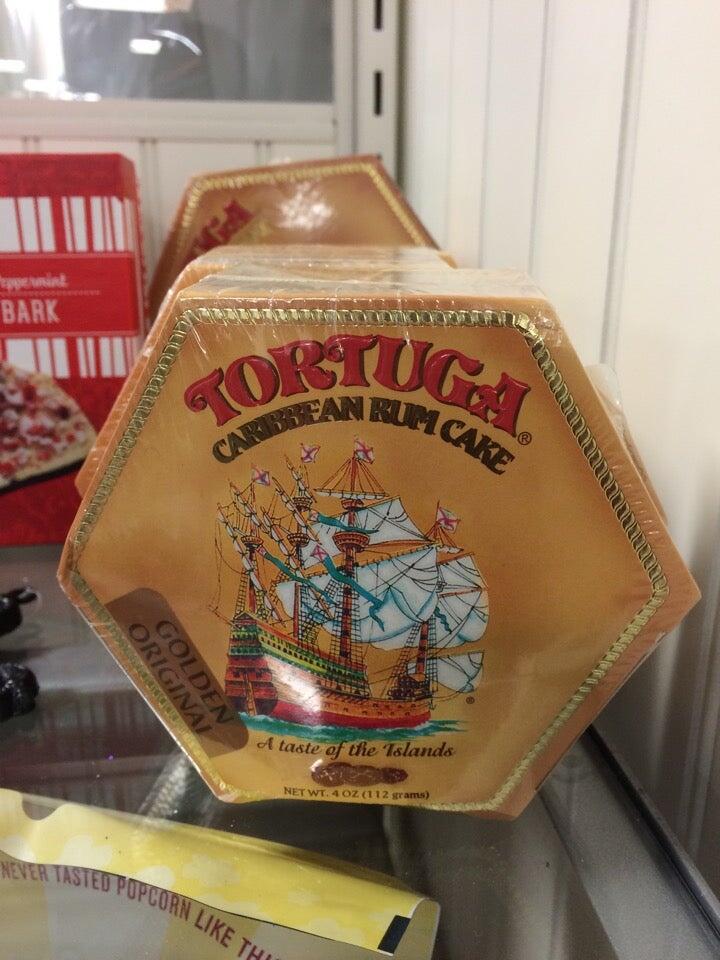 TORTUGA
Peppermint
BARK
TORTUGA®
CARIBBEAN RUM CAKE
GOLDEN
ORIGINAL
®
A taste of the Islands
NET WT. 4 OZ (112 grams)
NEVER TASTED POPCORN LIKE